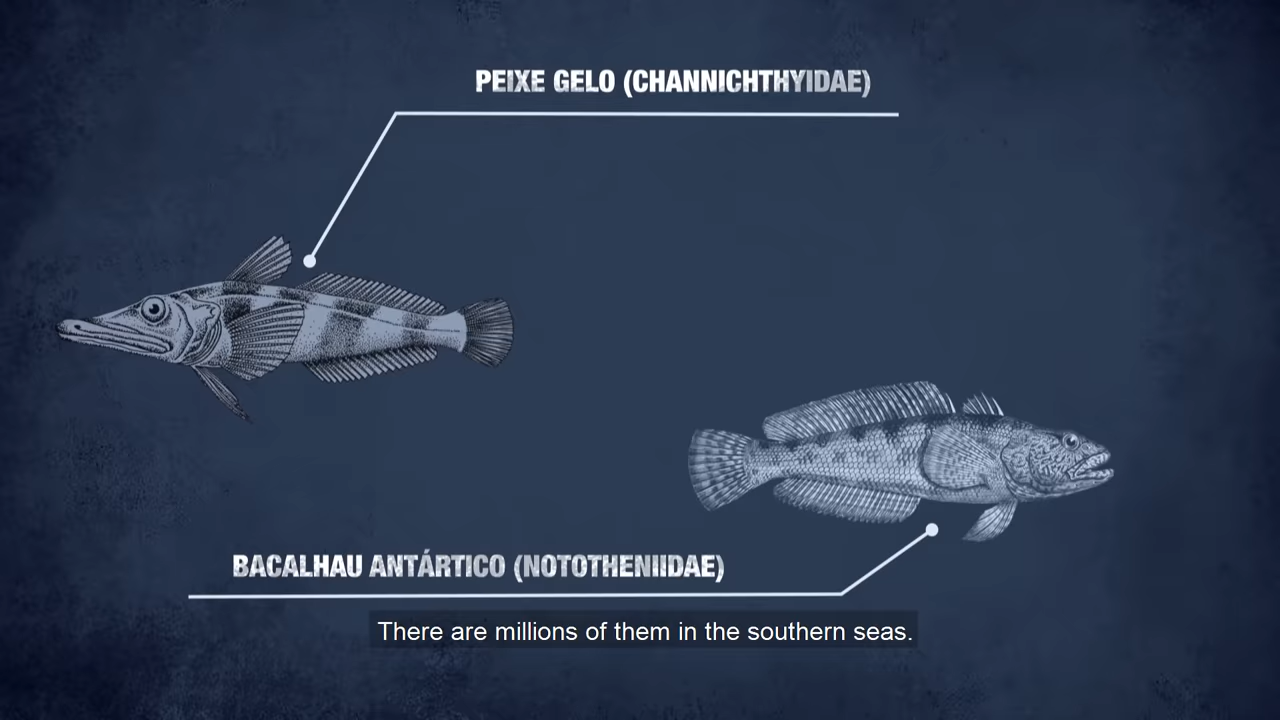 PEIXE GELO (CHANNICHTHYIDAE)
BACALHAU ANTÁRTICO (NOTOTHENIIDAE)
There are millions of them in the southern seas.